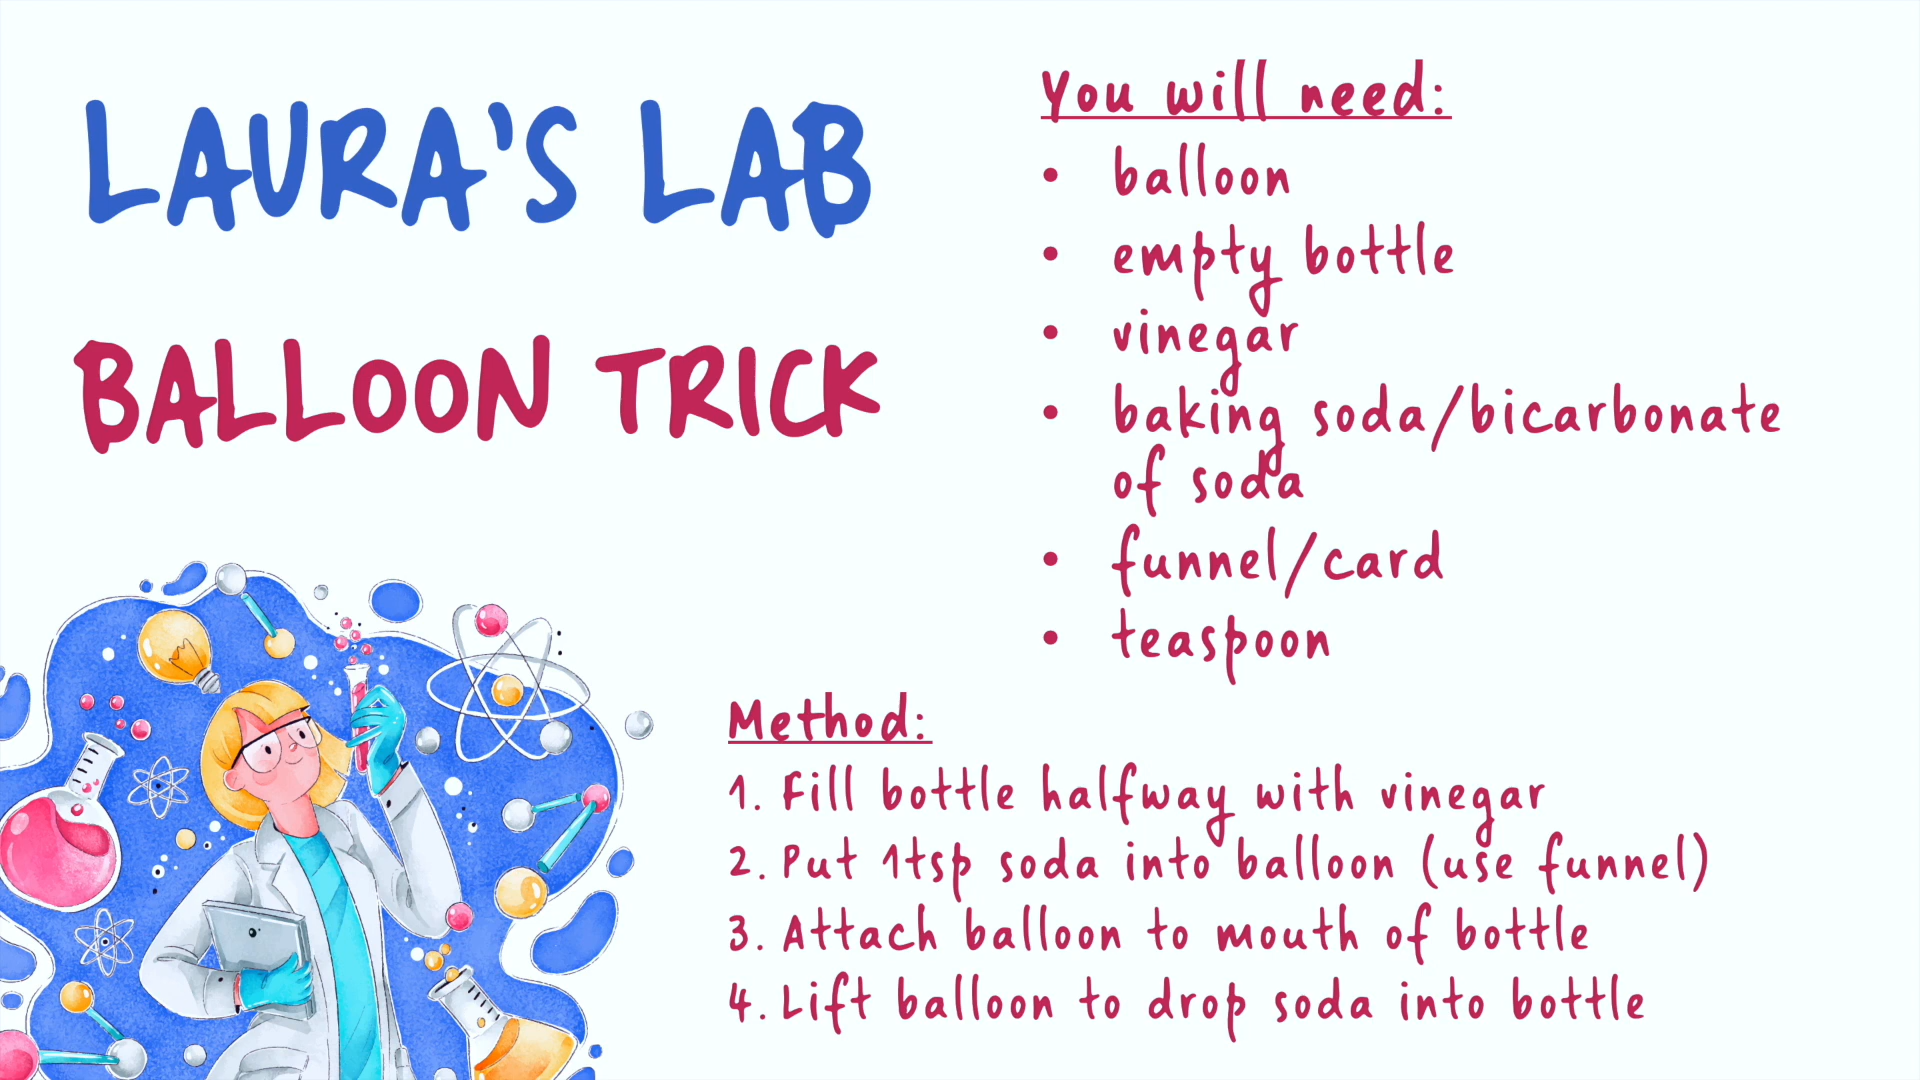 LAURA'S LAB
BALLOON TRICK
You will need:
• balloon
• empty bottle
• vinegar
• baking soda/bicarbonate
of soda
• funnel/card
• teaspoon
Method:
1. Fill bottle halfway with vinegar
2. Put 1tsp soda into balloon (use funnel)
3. Attach balloon to mouth of bottle
4. Lift balloon to drop soda into bottle